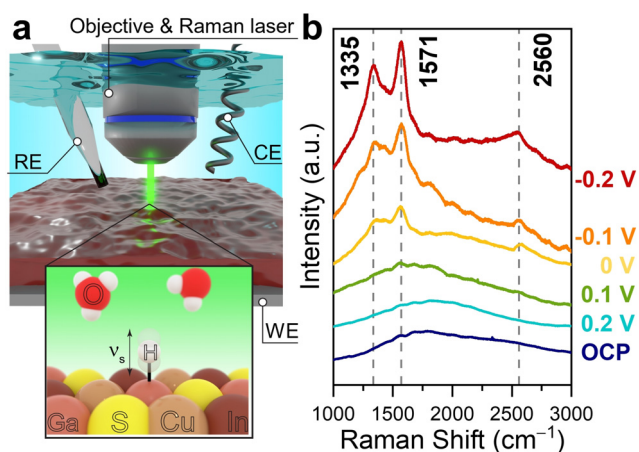 a
Objective & Raman laser
RE
CE
WE
O
H
νs
Ga
S
Cu
In
b
1335
1571
2560
Intensity (a.u.)
-0.2 V
-0.1 V
0 V
0.1 V
0.2 V
OCP
1000 1500 2000 2500 3000
Raman Shift (cm⁻¹)